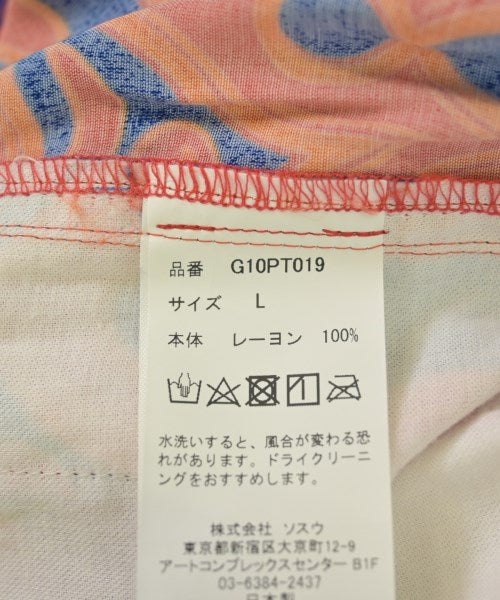 品番 G10PT019
サイズ L
本体 レーヨン 100%
水洗いすると、風合が変わる恐
れがあります。ドライクリーニ
ングをおすすめします。
株式会社 ソスウ
東京都新宿区大京町12-9
アートコンプレックスセンター B1F
03-6384-2437
日本製